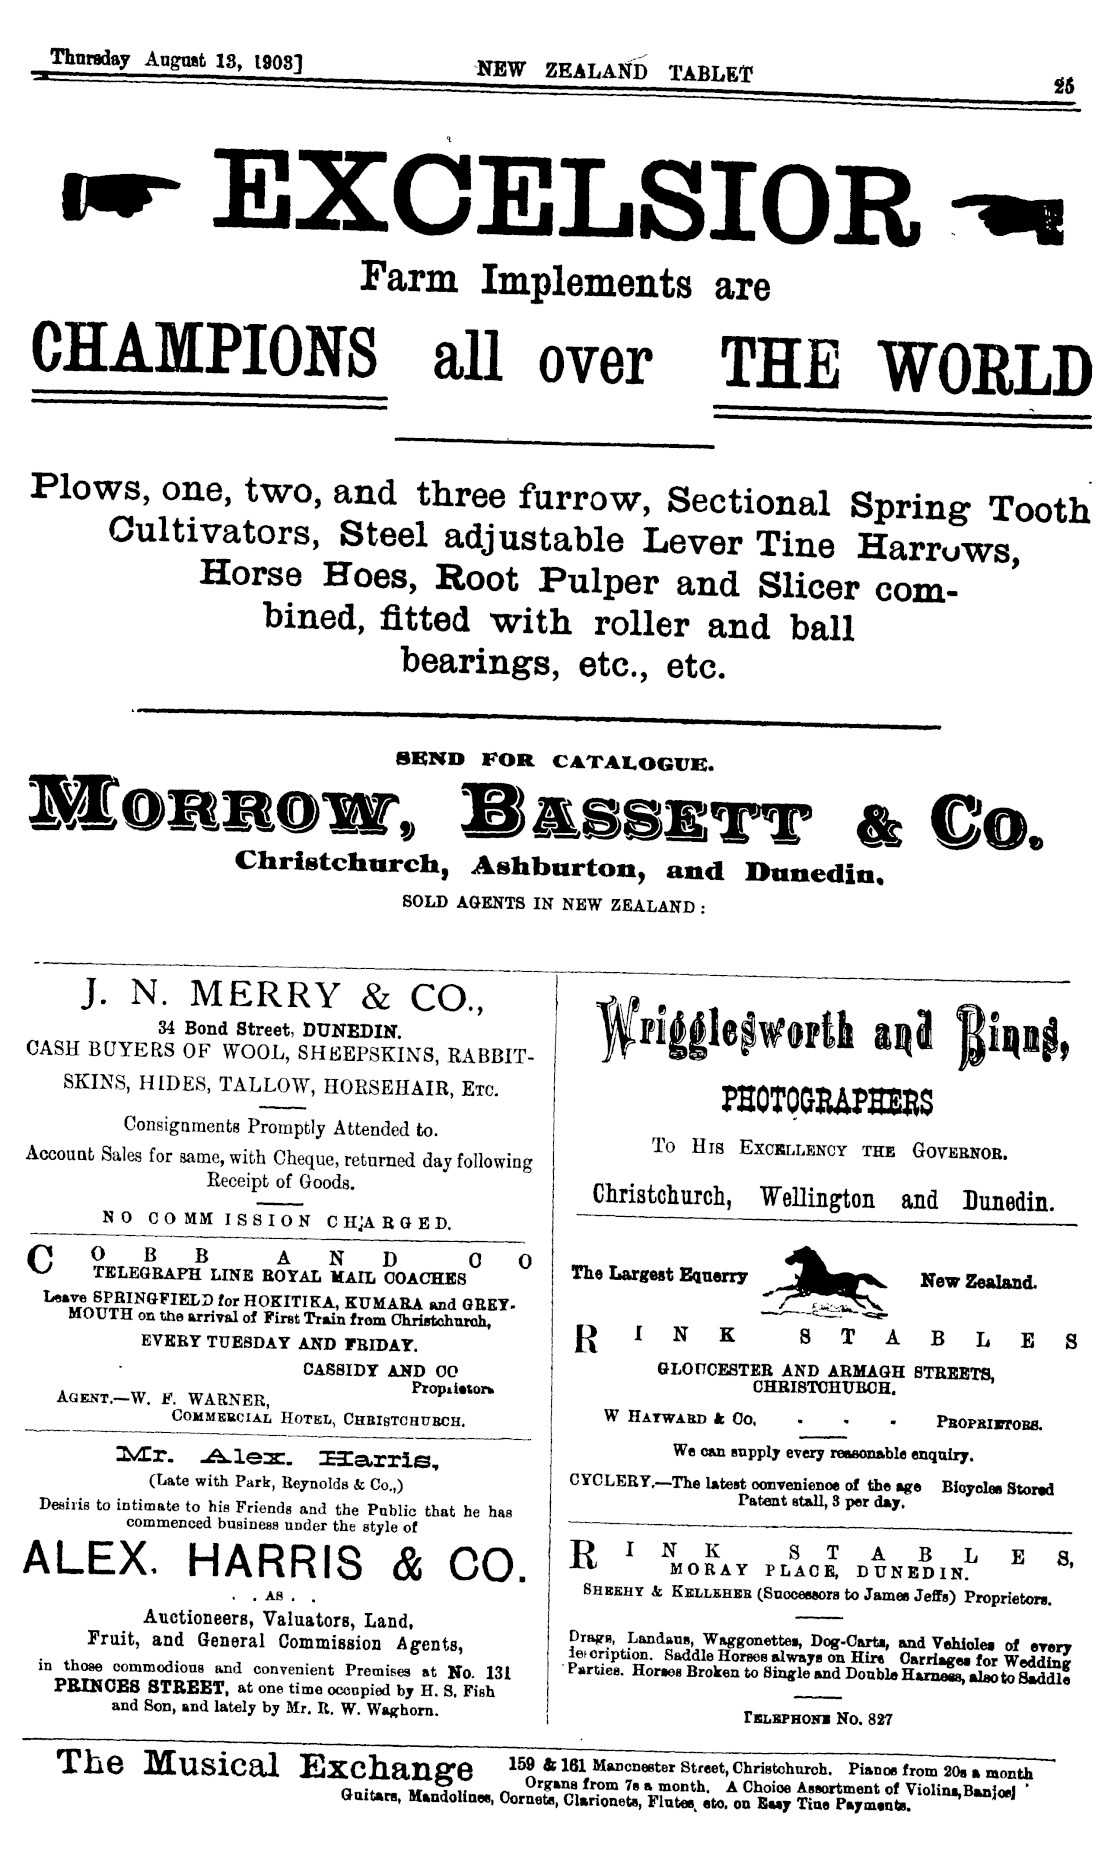 Thursday August 13, 1903]
NEW ZEALAND TABLET
25
EXCELSIOR
Farm Implements are
CHAMPIONS all over THE WORLD
Plows, one, two, and three furrow, Sectional Spring Tooth
Cultivators, Steel adjustable Lever Tine Harrows,
Horse Hoes, Root Pulper and Slicer com-
bined, fitted with roller and ball
bearings, etc., etc.
SEND FOR CATALOGUE.
MORROW, BASSETT & CO.
Christchurch, Ashburton, and Dunedin.
SOLD AGENTS IN NEW ZEALAND:
J. N. MERRY & CO.,
34 Bond Street, DUNEDIN.
CASH BUYERS OF WOOL, SHEEPSKINS, RABBIT-
SKINS, HIDES, TALLOW, HORSEHAIR, ETC.
Consignments Promptly Attended to.
Account Sales for same, with Cheque, returned day following
Receipt of Goods.
NO COMMISSION CHARGED.
COBB AND CO
TELEGRAPH LINE ROYAL MAIL COACHES
Leave SPRINGFIELD for HOKITIKA, KUMARA and GREY-
MOUTH on the arrival of First Train from Christchurch,
EVERY TUESDAY AND FRIDAY.
CASSIDY AND CO
Proprietors
AGENT.—W. F. WARNER,
COMMERCIAL HOTEL, CHRISTCHURCH.
Mr. Alex. Harris,
(Late with Park, Reynolds & Co.,)
Desiris to intimate to his Friends and the Public that he has
commenced business under the style of
ALEX. HARRIS & CO.
. . AS . .
Auctioneers, Valuators, Land,
Fruit, and General Commission Agents,
in those commodious and convenient Premises at No. 131
PRINCES STREET, at one time occupied by H. S. Fish
and Son, and lately by Mr. R. W. Waghorn.
Wrigglesworth and Binns,
PHOTOGRAPHERS
TO HIS EXCELLENCY THE GOVERNOR.
Christchurch, Wellington and Dunedin.
The Largest Equerry New Zealand.
RINK STABLES
GLOUCESTER AND ARMAGH STREETS,
CHRISTCHURCH.
W HAYWARD & CO. - - - PROPRIETORS.
We can supply every reasonable enquiry.
CYCLERY.—The latest convenience of the age Bicycles Stored
Patent stall, 3 per day.
RINK STABLES,
MORAY PLACE, DUNEDIN.
SHEEHY & KELLEHER (Successors to James Jeffs) Proprietors.
Drags, Landaus, Waggonettes, Dog-Carts, and Vehicles of every
description. Saddle Horses always on Hire Carriages for Wedding
Parties. Horses Broken to Single and Double Harness, also to Saddle
TELEPHONE No. 827
The Musical Exchange 159 & 161 Manchester Street, Christchurch. Pianos from 20s a month
Organs from 7s a month. A Choice Assortment of Violins, Banjos
Guitars, Mandolines, Cornets, Clarionets, Flutes, etc. on Easy Time Payments.